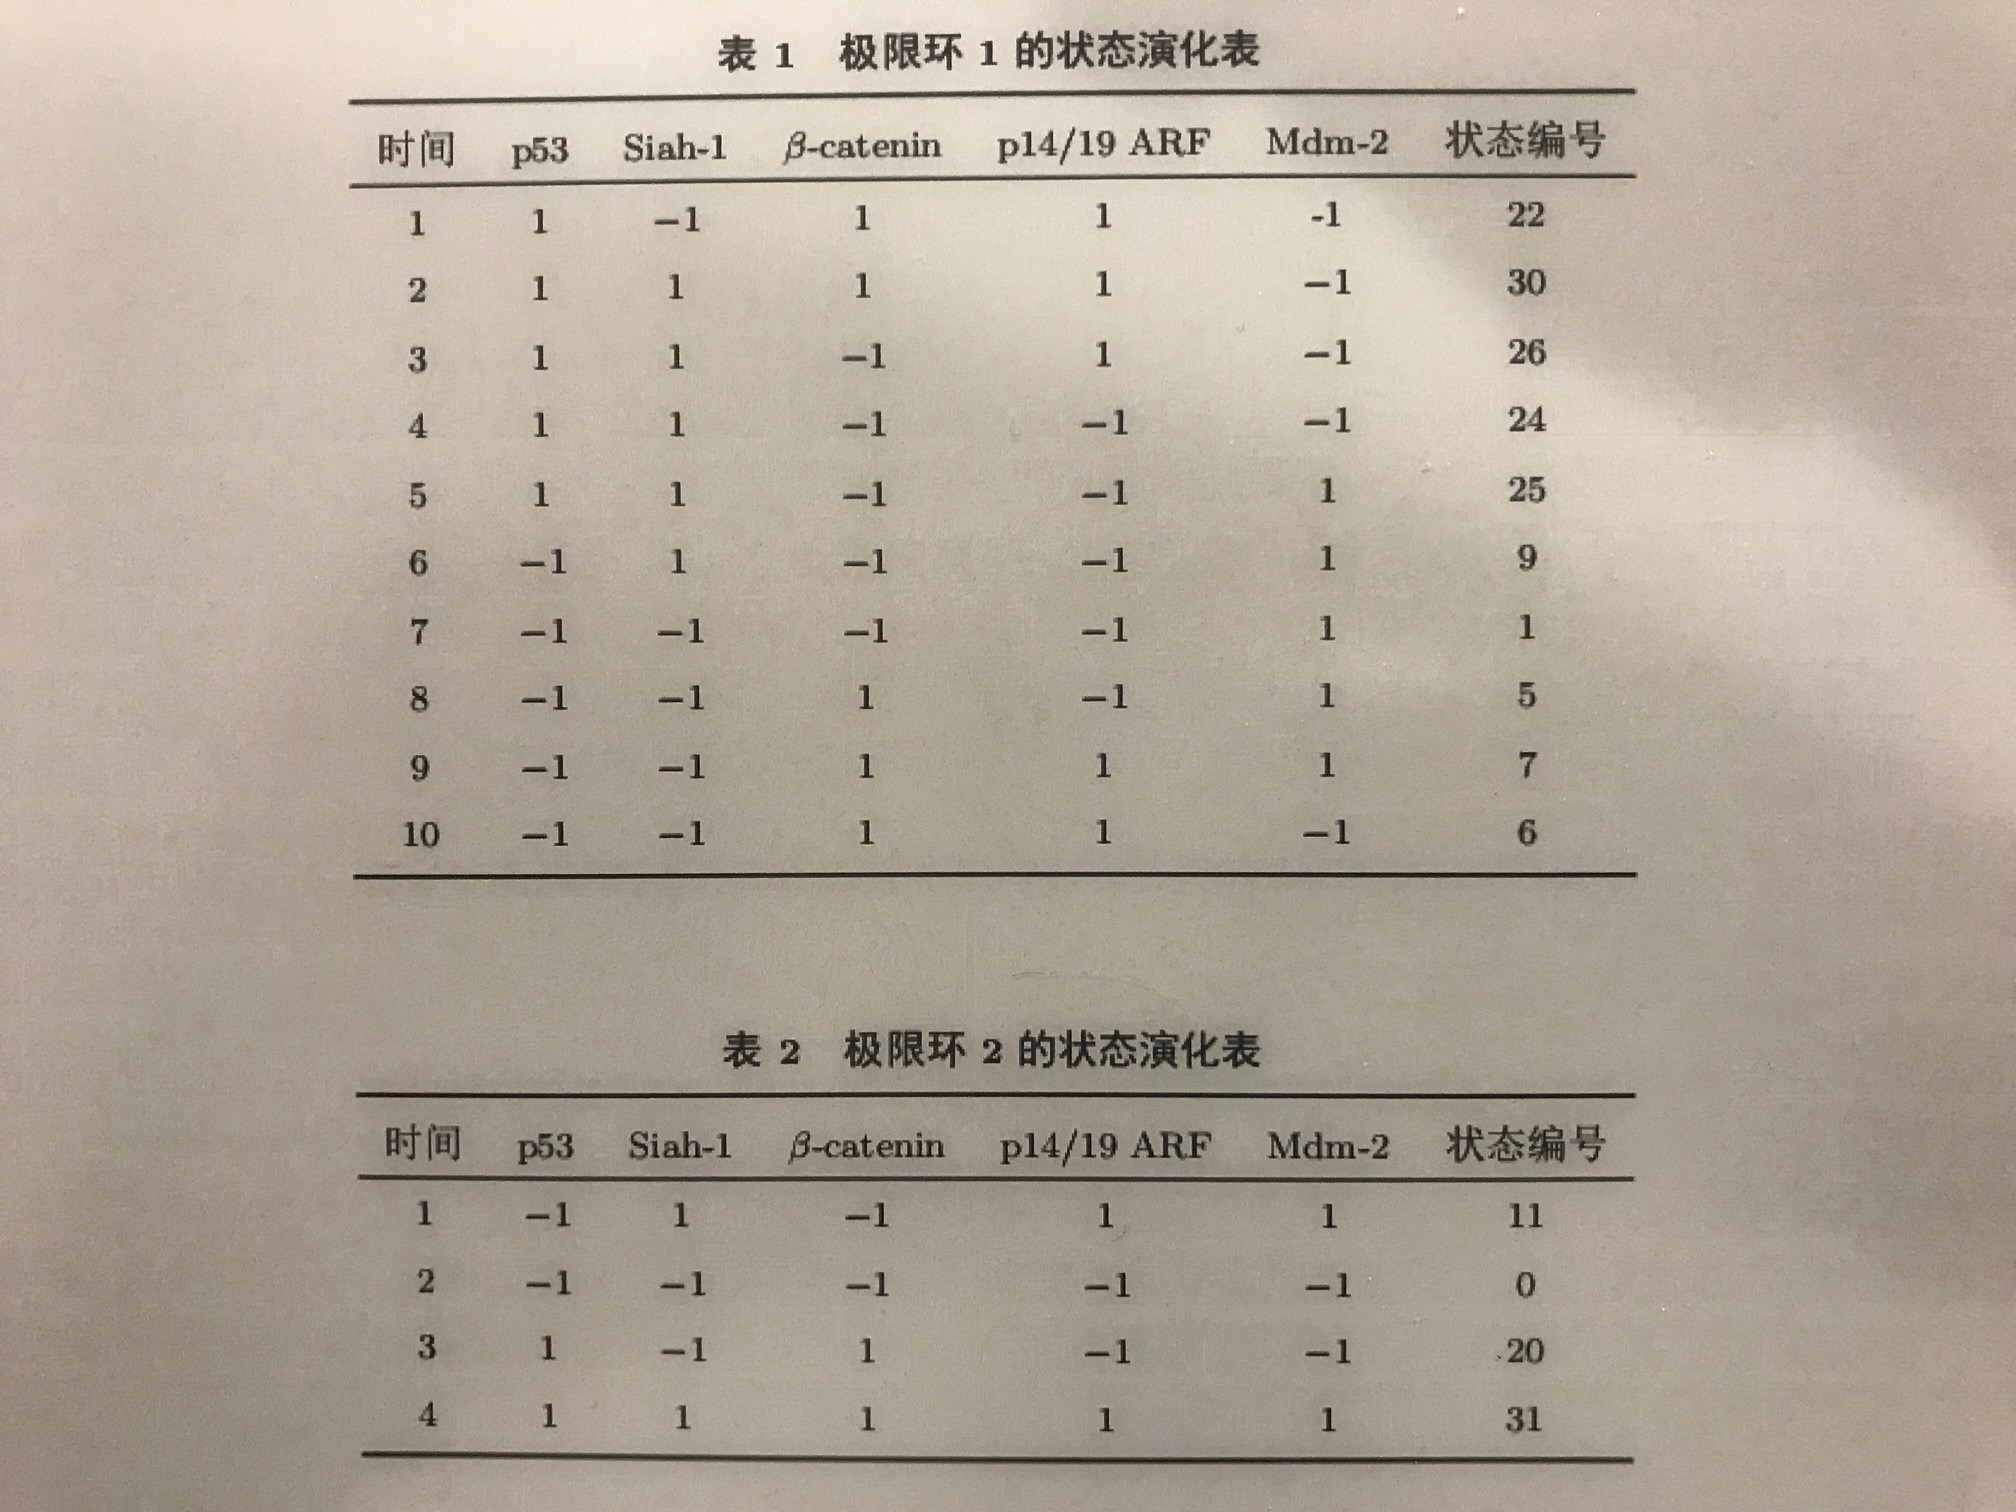 表 1 极限环 1 的状态演化表
时间 p53 Siah-1 β-catenin p14/19 ARF Mdm-2 状态编号
1 1 −1 1 1 -1 22
2 1 1 1 1 −1 30
3 1 1 −1 1 −1 26
4 1 1 −1 −1 −1 24
5 1 1 −1 −1 1 25
6 −1 1 −1 −1 1 9
7 −1 −1 −1 −1 1 1
8 −1 −1 1 −1 1 5
9 −1 −1 1 1 1 7
10 −1 −1 1 1 −1 6
表 2 极限环 2 的状态演化表
时间 p53 Siah-1 β-catenin p14/19 ARF Mdm-2 状态编号
1 −1 1 −1 1 1 11
2 −1 −1 −1 −1 −1 0
3 1 −1 1 −1 −1 20
4 1 1 1 1 1 31